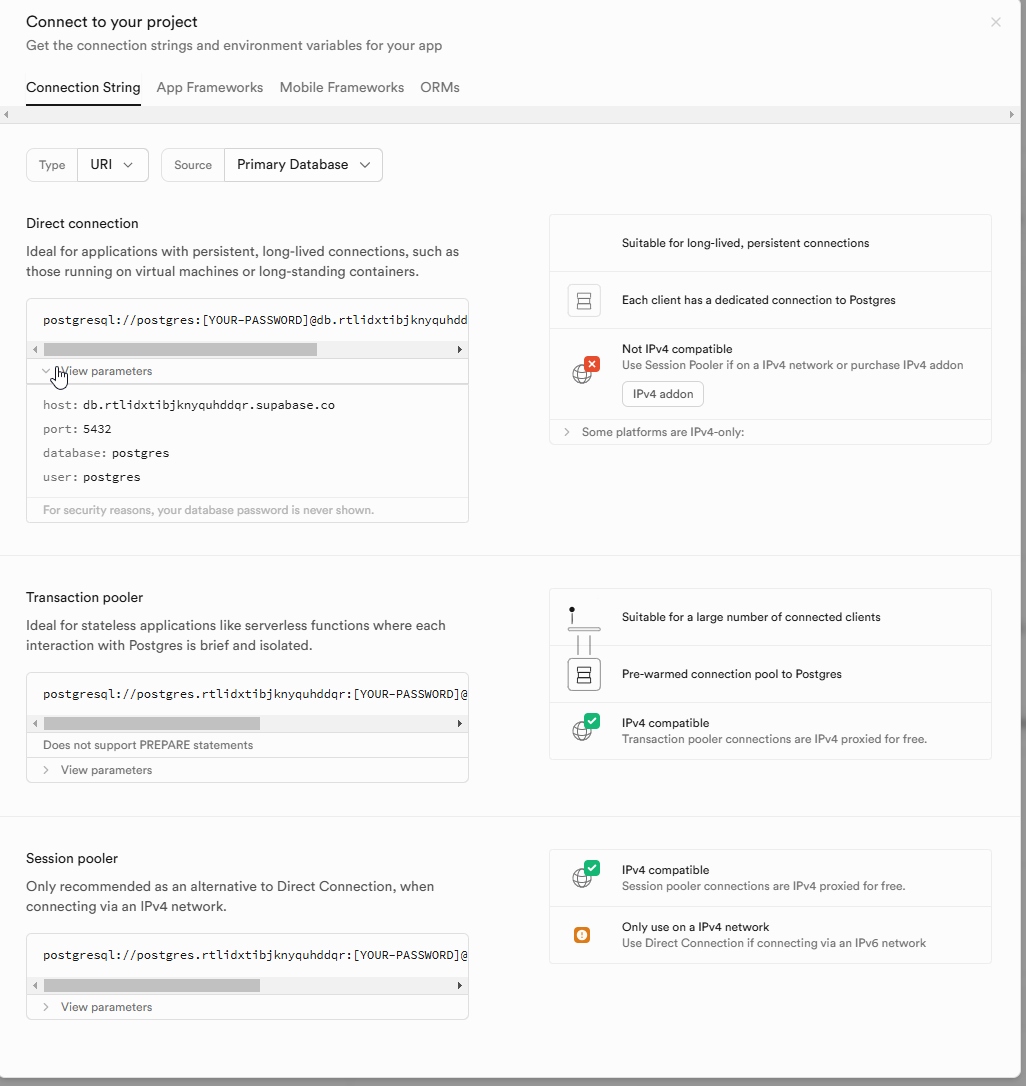 Connect to your project
Get the connection strings and environment variables for your app
Connection String App Frameworks Mobile Frameworks ORMs
Type URI Source Primary Database
Direct connection
Ideal for applications with persistent, long-lived connections, such as
those running on virtual machines or long-standing containers.
postgresql://postgres:[YOUR-PASSWORD]@db.rtlidxtibjknyquhdd
View parameters
host: db.rtlidxtibjknyquhddqr.supabase.co
port: 5432
database: postgres
user: postgres
For security reasons, your database password is never shown.
Suitable for long-lived, persistent connections
Each client has a dedicated connection to Postgres
Not IPv4 compatible
Use Session Pooler if on a IPv4 network or purchase IPv4 addon
IPv4 addon
Some platforms are IPv4-only:
Transaction pooler
Ideal for stateless applications like serverless functions where each
interaction with Postgres is brief and isolated.
postgresql://postgres.rtlidxtibjknyquhddqr:[YOUR-PASSWORD]@
Does not support PREPARE statements
View parameters
Suitable for a large number of connected clients
Pre-warmed connection pool to Postgres
IPv4 compatible
Transaction pooler connections are IPv4 proxied for free.
Session pooler
Only recommended as an alternative to Direct Connection, when
connecting via an IPv4 network.
postgresql://postgres.rtlidxtibjknyquhddqr:[YOUR-PASSWORD]@
View parameters
IPv4 compatible
Session pooler connections are IPv4 proxied for free.
Only use on a IPv4 network
Use Direct Connection if connecting via an IPv6 network